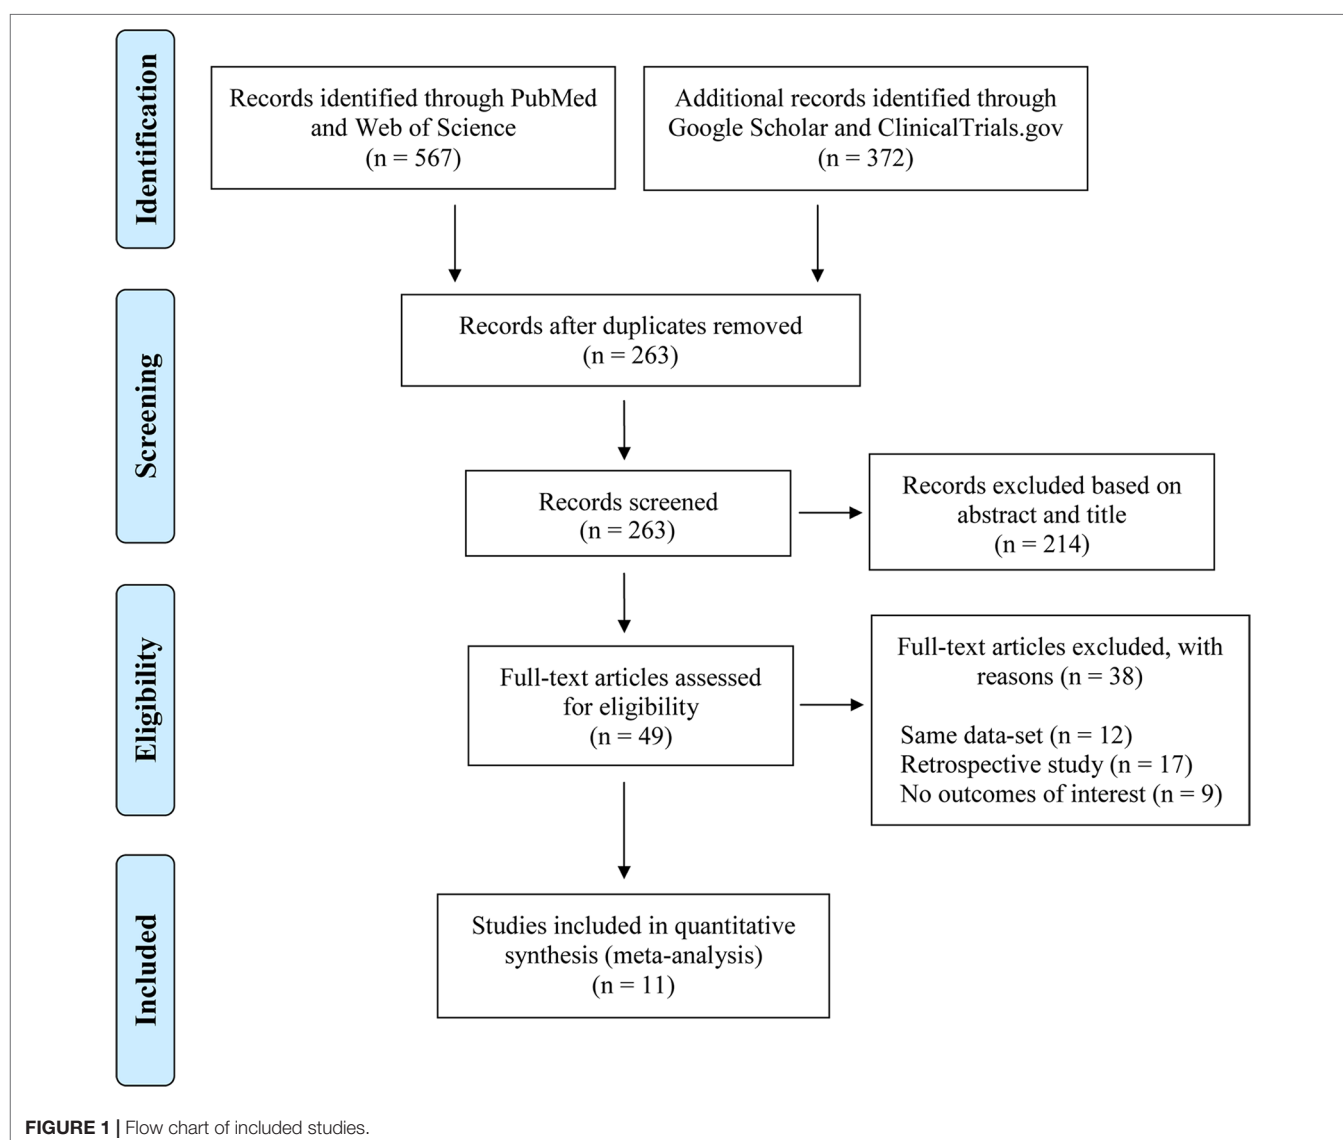 Identification
Records identified through PubMed
and Web of Science
(n = 567)
Additional records identified through
Google Scholar and ClinicalTrials.gov
(n = 372)
Screening
Records after duplicates removed
(n = 263)
Records screened
(n = 263)
Records excluded based on
abstract and title
(n = 214)
Eligibility
Full-text articles assessed
for eligibility
(n = 49)
Full-text articles excluded, with
reasons (n = 38)
Same data-set (n = 12)
Retrospective study (n = 17)
No outcomes of interest (n = 9)
Included
Studies included in quantitative
synthesis (meta-analysis)
(n = 11)
FIGURE 1 | Flow chart of included studies.